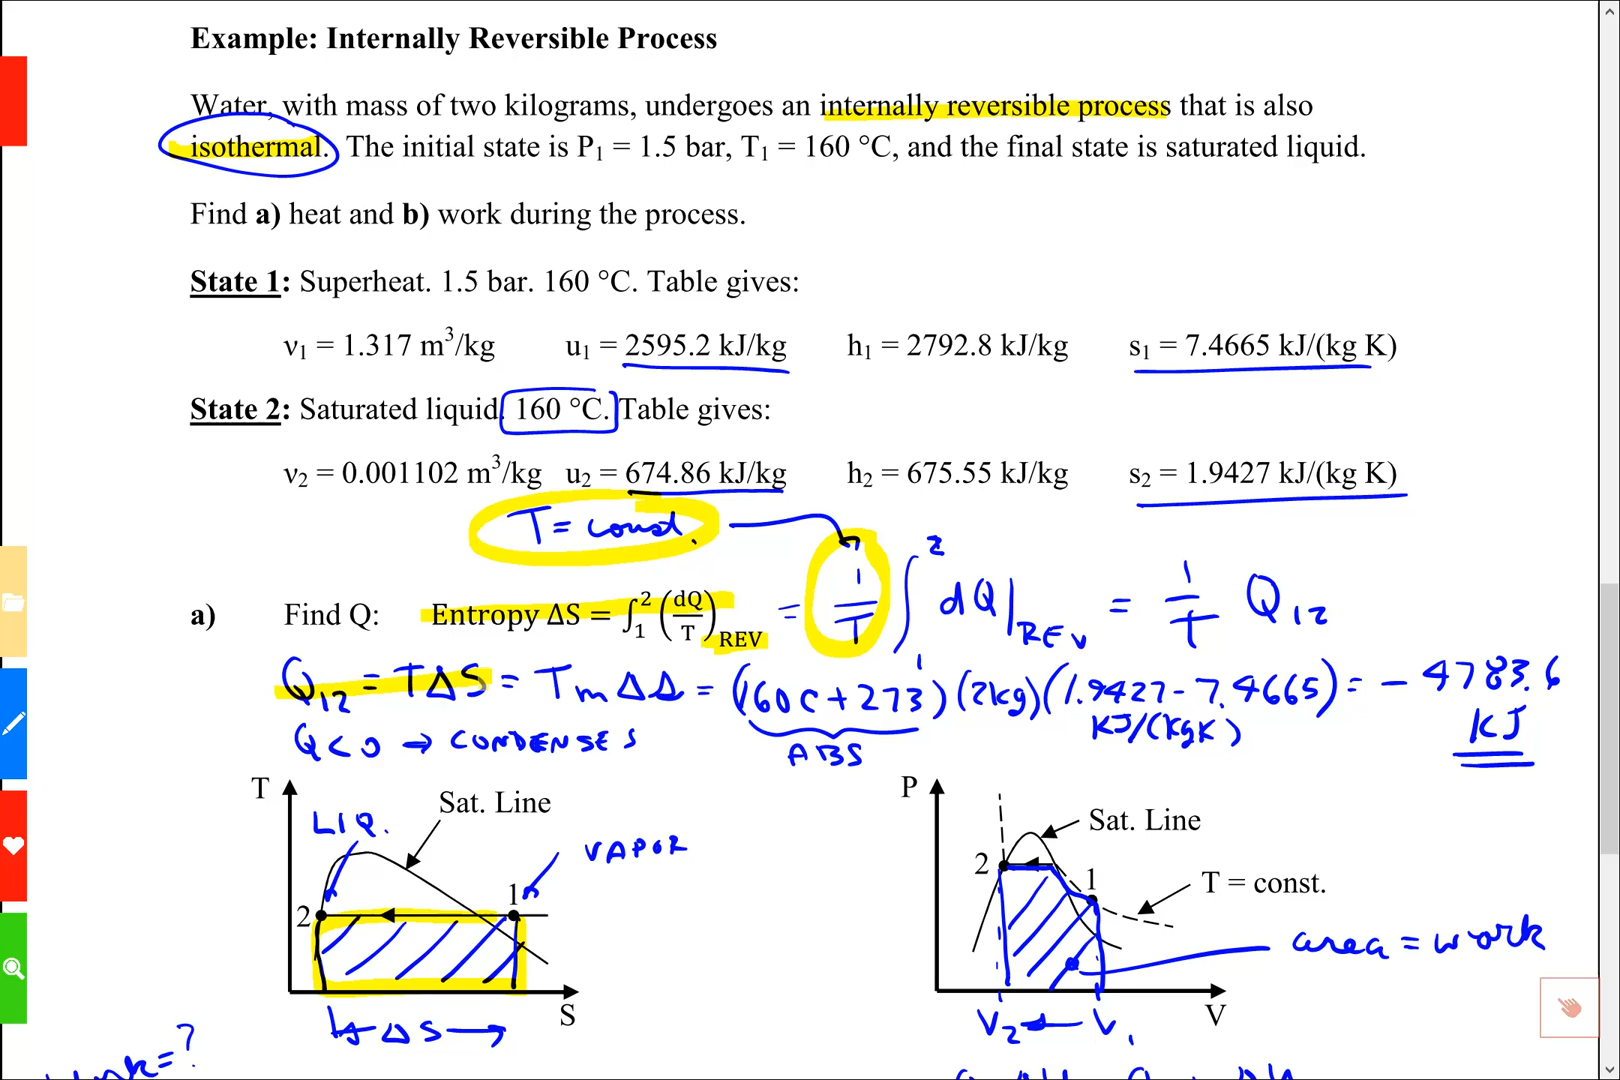 Example: Internally Reversible Process
Water, with mass of two kilograms, undergoes an internally reversible process that is also
isothermal. The initial state is P₁ = 1.5 bar, T₁ = 160 °C, and the final state is saturated liquid.
Find a) heat and b) work during the process.
State 1: Superheat. 1.5 bar. 160 °C. Table gives:
v₁ = 1.317 m³/kg u₁ = 2595.2 kJ/kg h₁ = 2792.8 kJ/kg s₁ = 7.4665 kJ/(kg K)
State 2: Saturated liquid. 160 °C. Table gives:
v₂ = 0.001102 m³/kg u₂ = 674.86 kJ/kg h₂ = 675.55 kJ/kg s₂ = 1.9427 kJ/(kg K)
T = const.
a) Find Q: Entropy ΔS = ∫₁² (dQ/T)REV = 1/T ∫₁² dQ|REV = 1/T Q₁₂
Q₁₂ = TΔS = TmΔs = (160C + 273)(2kg)(1.9427 - 7.4665) = - 4783.6
KJ/(kgK) KJ
Q<0 → CONDENSES ABS
T Sat. Line P Sat. Line
LIQ. VAPOR
2 1 2 1 T = const.
area = work
S V
ΔS V₂ V₁
work = ?